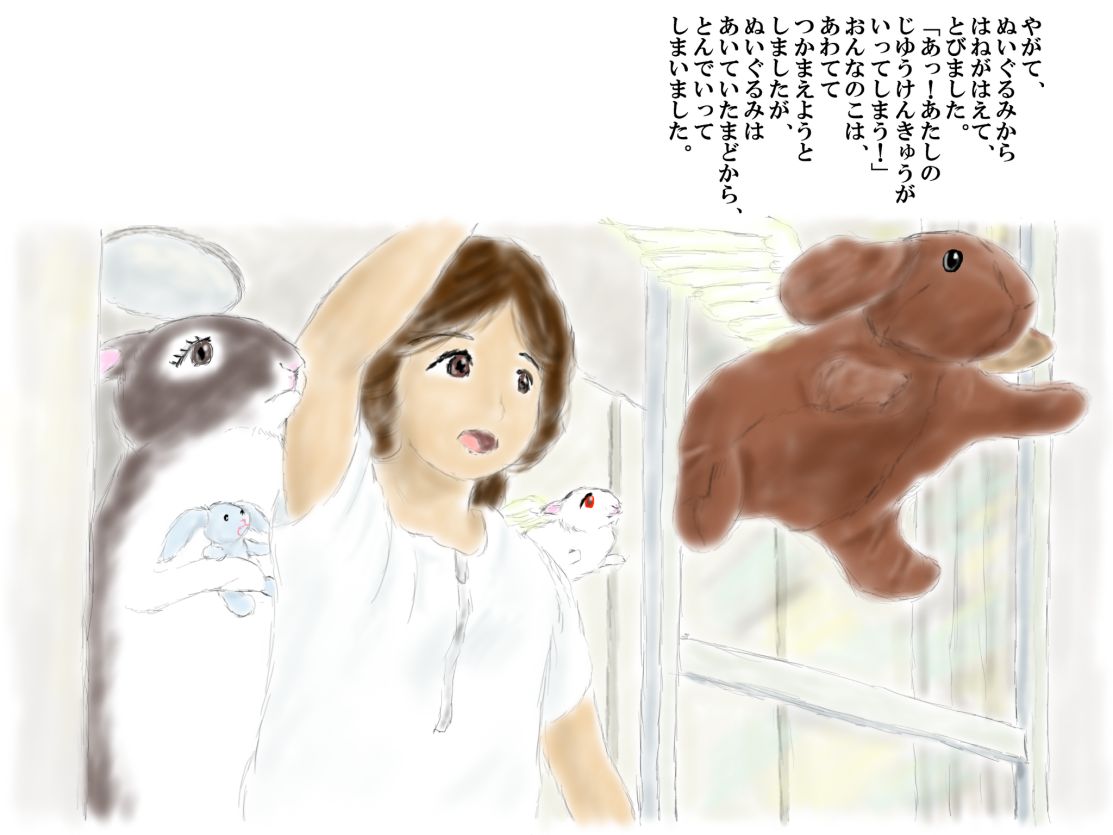 やがて、
ぬいぐるみから
はねがはえて、
とびました。
「あっ！あたしの
じゆうけんきゅうが
いってしまう！」
おんなのこは、
あわてて
つかまえようと
しましたが、
ぬいぐるみは
あいていたまどから、
とんでいって
しまいました。